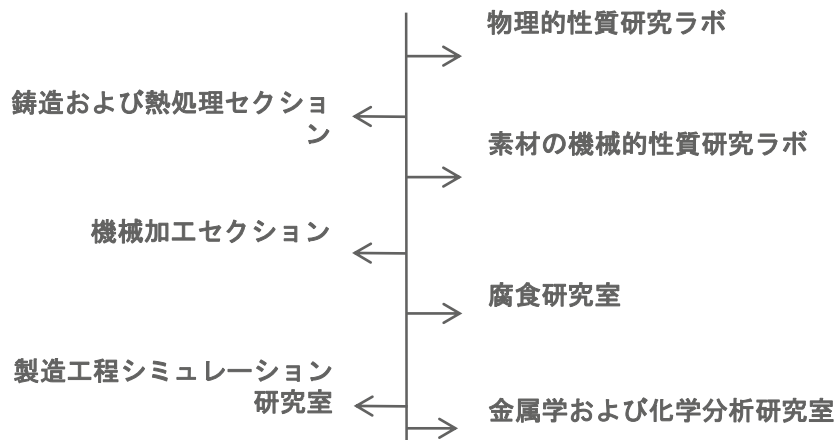 物理的性質研究ラボ
鋳造および熱処理セクショ
ン
素材の機械的性質研究ラボ
機械加工セクション
腐食研究室
製造工程シミュレーション
研究室
金属学および化学分析研究室